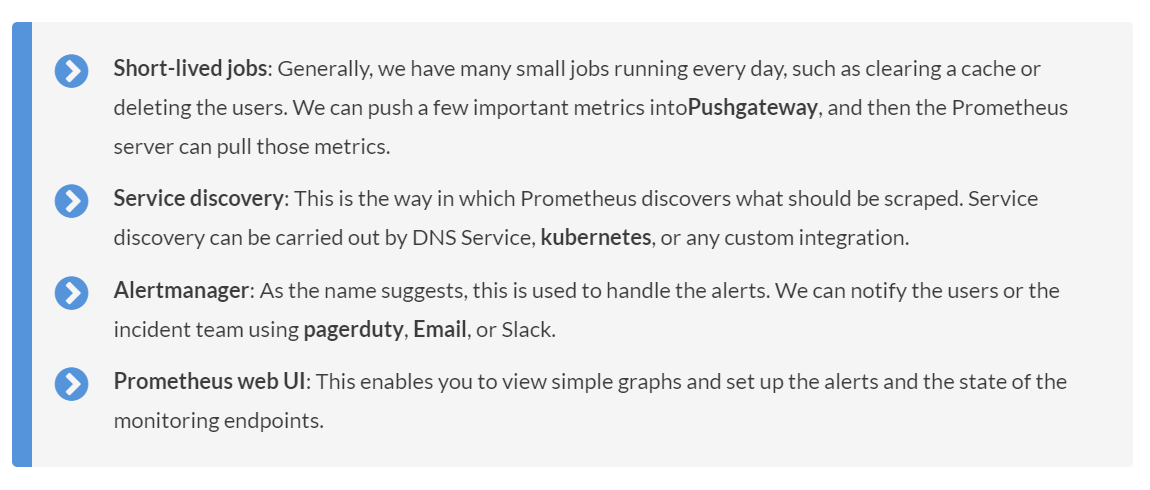 Short-lived jobs: Generally, we have many small jobs running every day, such as clearing a cache or
deleting the users. We can push a few important metrics intoPushgateway, and then the Prometheus
server can pull those metrics.
Service discovery: This is the way in which Prometheus discovers what should be scraped. Service
discovery can be carried out by DNS Service, kubernetes, or any custom integration.
Alertmanager: As the name suggests, this is used to handle the alerts. We can notify the users or the
incident team using pagerduty, Email, or Slack.
Prometheus web UI: This enables you to view simple graphs and set up the alerts and the state of the
monitoring endpoints.